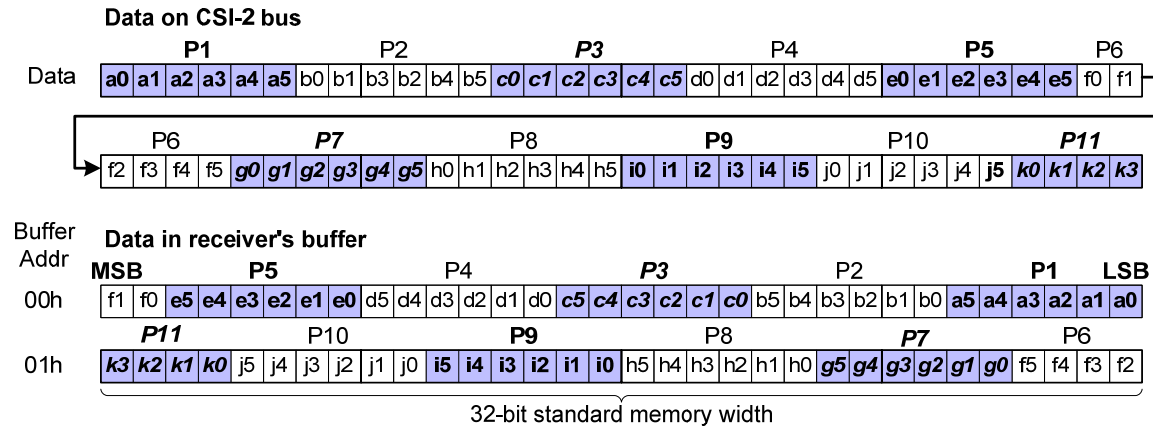 Data on CSI-2 bus
P1 P2 P3 P4 P5 P6
Data a0 a1 a2 a3 a4 a5 b0 b1 b3 b2 b4 b5 c0 c1 c2 c3 c4 c5 d0 d1 d2 d3 d4 d5 e0 e1 e2 e3 e4 e5 f0 f1
P6 P7 P8 P9 P10 P11
f2 f3 f4 f5 g0 g1 g2 g3 g4 g5 h0 h1 h2 h3 h4 h5 i0 i1 i2 i3 i4 i5 j0 j1 j2 j3 j4 j5 k0 k1 k2 k3
Buffer Addr Data in receiver's buffer
MSB P5 P4 P3 P2 P1 LSB
00h f1 f0 e5 e4 e3 e2 e1 e0 d5 d4 d3 d2 d1 d0 c5 c4 c3 c2 c1 c0 b5 b4 b3 b2 b1 b0 a5 a4 a3 a2 a1 a0
P11 P10 P9 P8 P7 P6
01h k3 k2 k1 k0 j5 j4 j3 j2 j1 j0 i5 i4 i3 i2 i1 i0 h5 h4 h3 h2 h1 h0 g5 g4 g3 g2 g1 g0 f5 f4 f3 f2
32-bit standard memory width